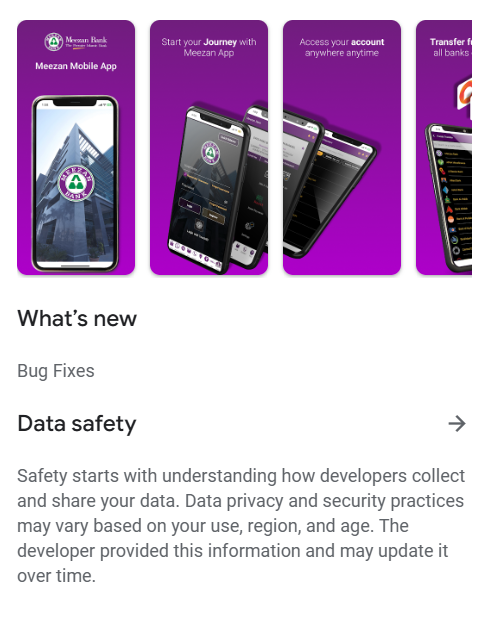 Meezan Bank
The Premier Islamic Bank
Meezan Mobile App
MEEZAN
BANK
Start your Journey with
Meezan App
Access your account
anywhere anytime
Transfer f
all banks
What's new
Bug Fixes
Data safety
Safety starts with understanding how developers collect
and share your data. Data privacy and security practices
may vary based on your use, region, and age. The
developer provided this information and may update it
over time.